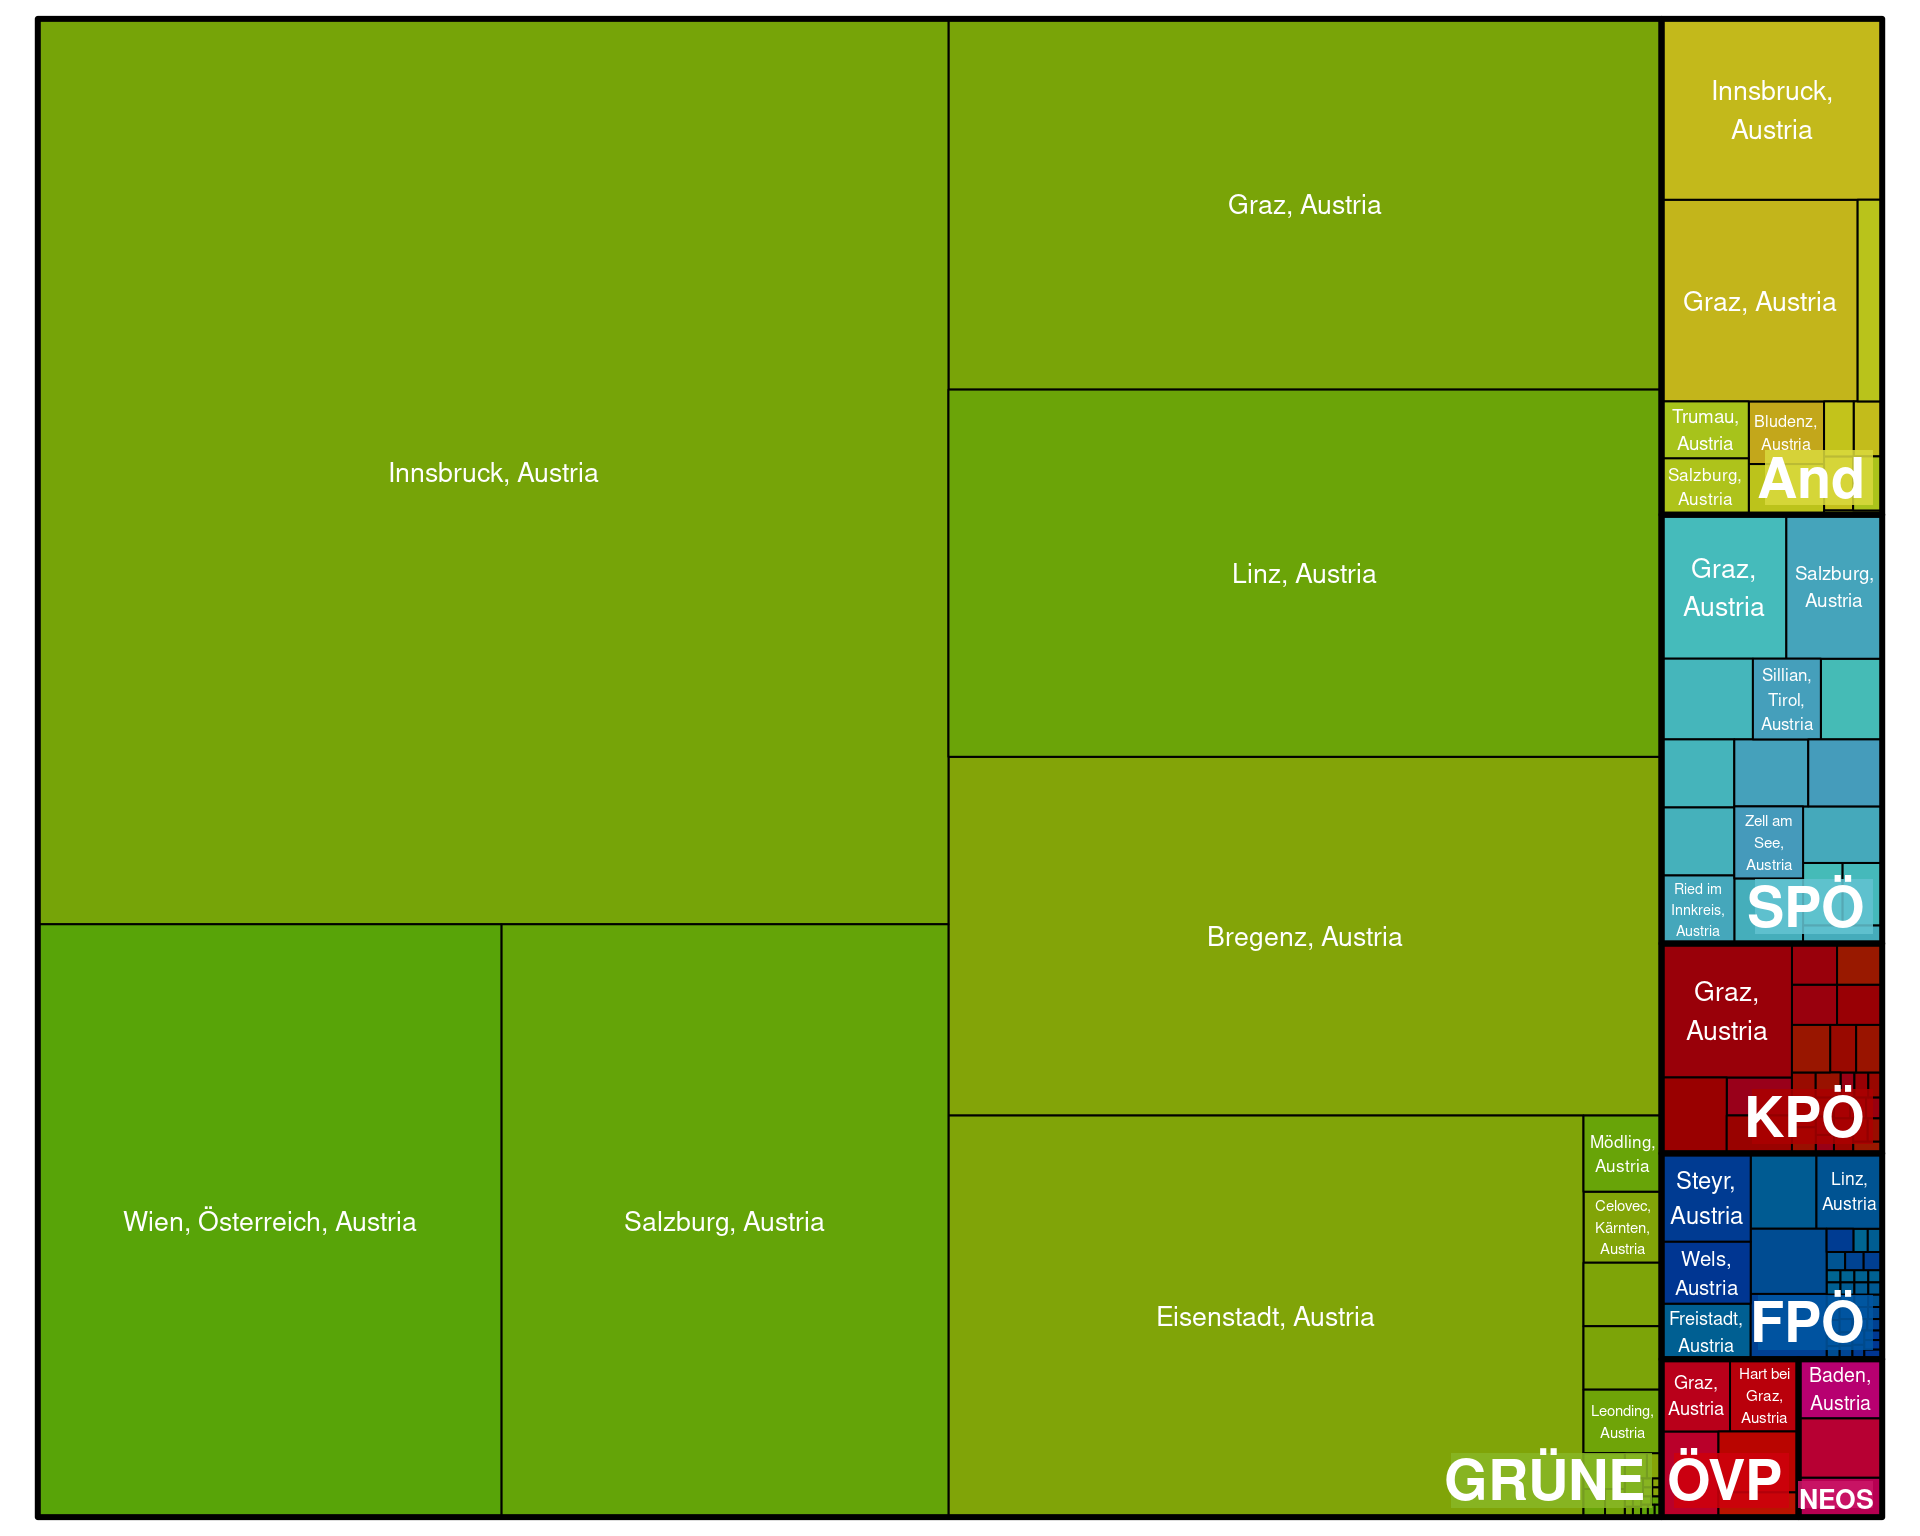 Innsbruck, Austria
Wien, Österreich, Austria
Salzburg, Austria
Graz, Austria
Linz, Austria
Bregenz, Austria
Eisenstadt, Austria
Mödling,
Austria
Celovec,
Kärnten,
Austria
Leonding,
Austria
GRÜNE
Innsbruck,
Austria
Graz, Austria
Trumau,
Austria
Bludenz,
Austria
Salzburg,
Austria
And
Graz,
Austria
Salzburg,
Austria
Sillian,
Tirol,
Austria
Zell am
See,
Austria
Ried im
Innkreis,
Austria
SPÖ
Graz,
Austria
KPÖ
Steyr,
Austria
Linz,
Austria
Wels,
Austria
Freistadt,
Austria
FPÖ
Graz,
Austria
Hart bei
Graz,
Austria
ÖVP
Baden,
Austria
NEOS